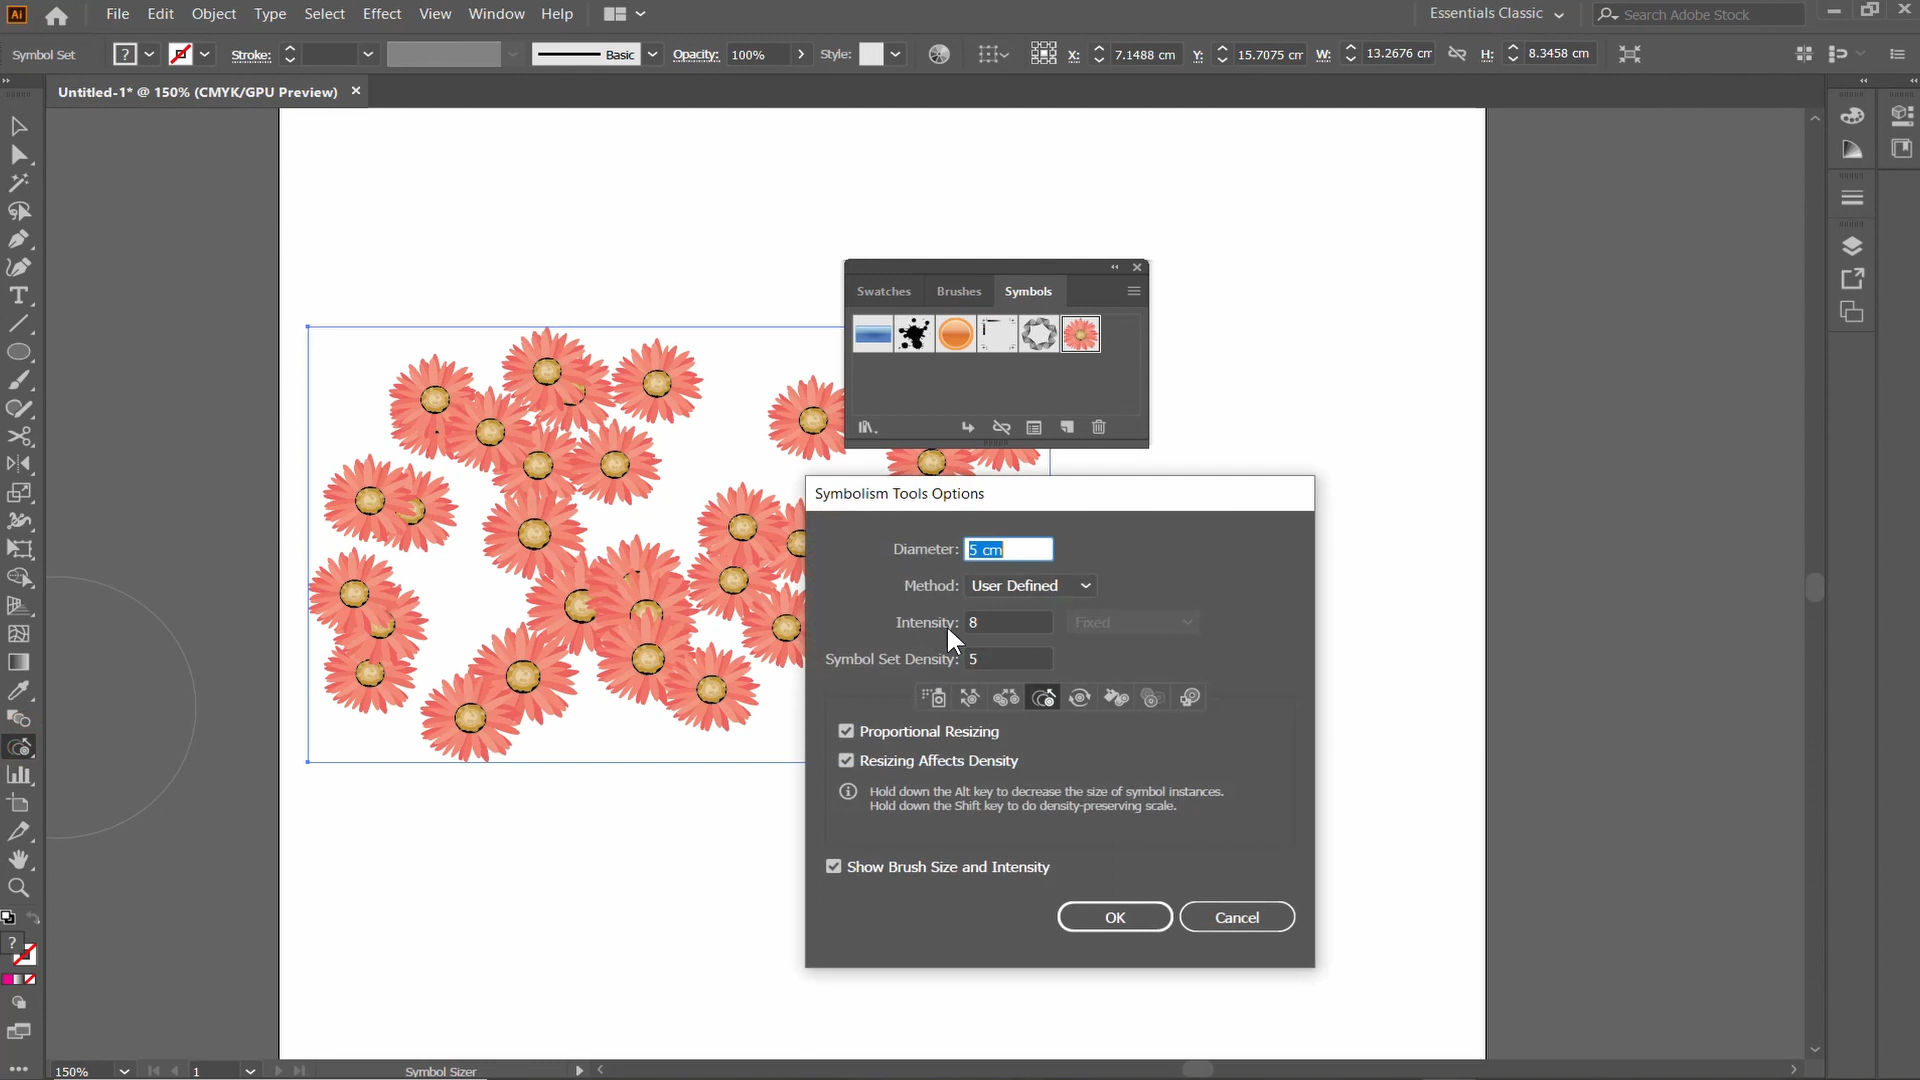 Ai File Edit Object Type Select Effect View Window Help Essentials Classic Search Adobe Stock
Symbol Set ? Stroke: Basic Opacity: 100% Style: X: 7.1488 cm Y: 15.7075 cm W: 13.2676 cm H: 8.3458 cm
Untitled-1* @ 150% (CMYK/GPU Preview)
Swatches Brushes Symbols
Symbolism Tools Options
Diameter: 5 cm
Method: User Defined
Intensity: 8 Fixed
Symbol Set Density: 5
Proportional Resizing
Resizing Affects Density
Hold down the Alt key to decrease the size of symbol instances.
Hold down the Shift key to do density-preserving scale.
Show Brush Size and Intensity
OK Cancel
?
150% 1 Symbol Sizer